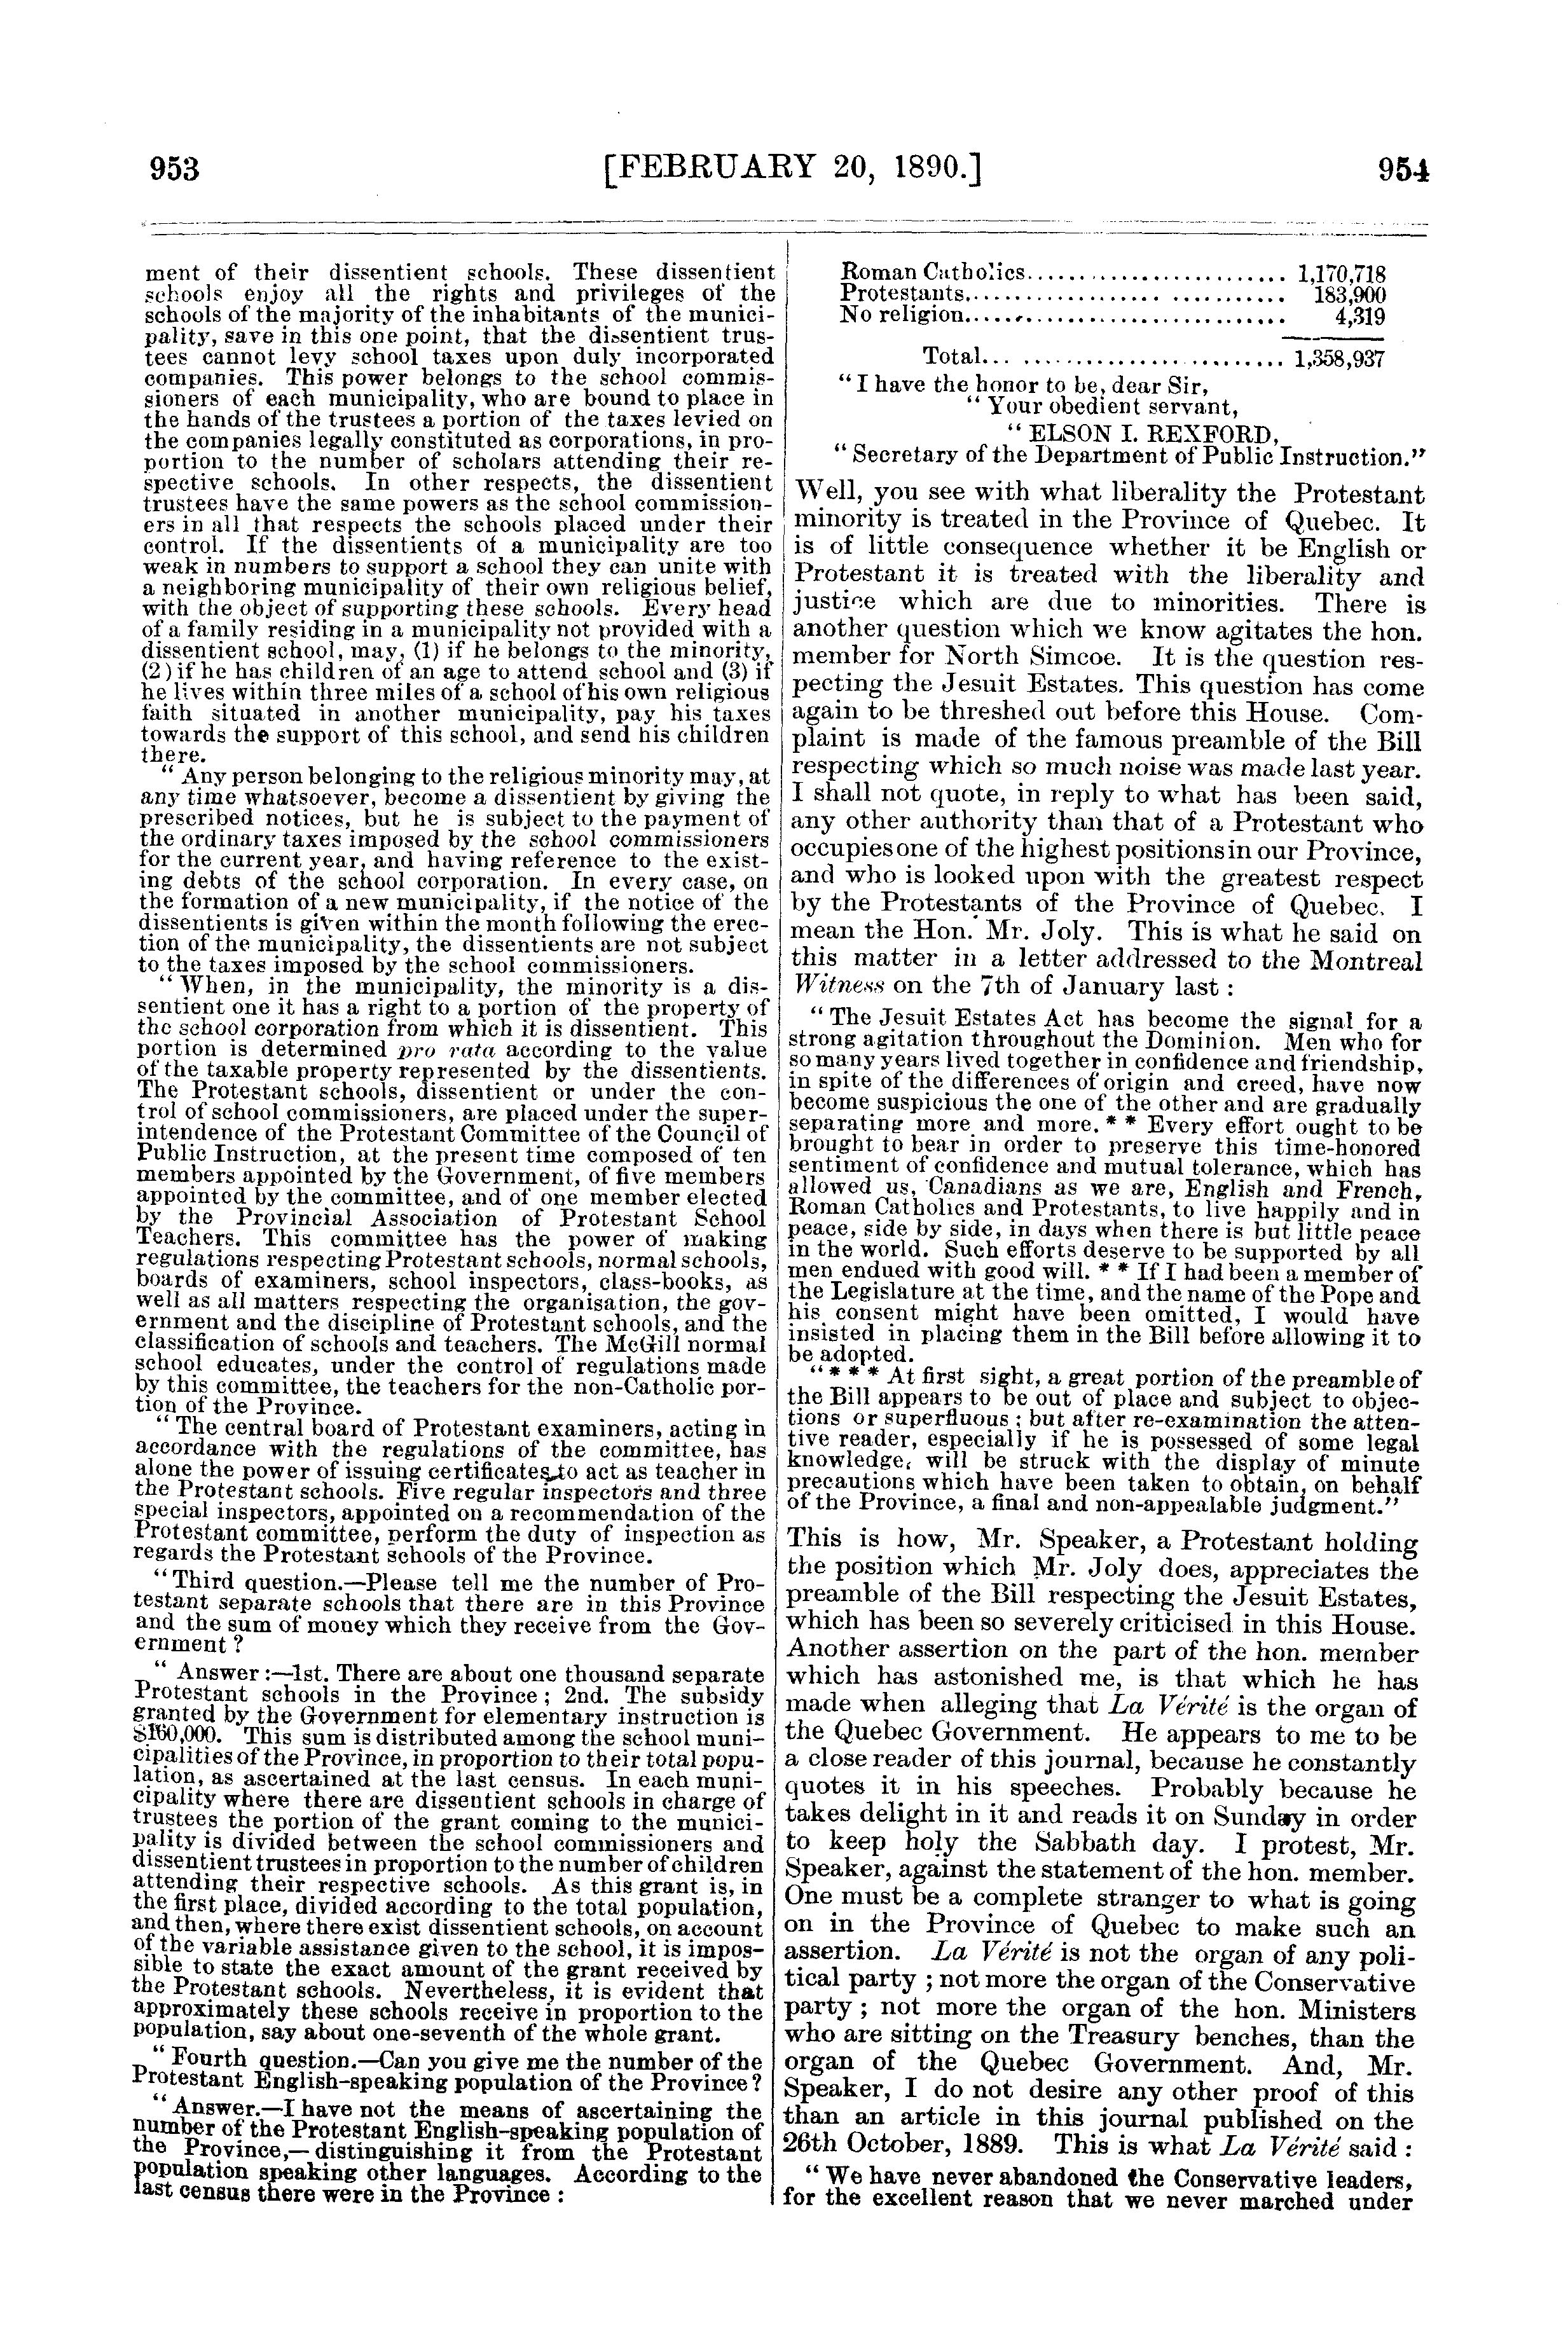 953
[FEBRUARY 20, 1890.]
954
ment of their dissentient schools. These dissentient
schools enjoy all the rights and privileges of the
schools of the majority of the inhabitants of the munici-
pality, save in this one point, that the dissentient trus-
tees cannot levy school taxes upon duly incorporated
companies. This power belongs to the school commis-
sioners of each municipality, who are bound to place in
the hands of the trustees a portion of the taxes levied on
the companies legally constituted as corporations, in pro-
portion to the number of scholars attending their re-
spective schools. In other respects, the dissentient
trustees have the same powers as the school commission-
ers in all that respects the schools placed under their
control. If the dissentients of a municipality are too
weak in numbers to support a school they can unite with
a neighboring municipality of their own religious belief,
with the object of supporting these schools. Every head
of a family residing in a municipality not provided with a
dissentient school, may, (1) if he belongs to the minority,
(2) if he has children of an age to attend school and (3) if
he lives within three miles of a school of his own religious
faith situated in another municipality, pay his taxes
towards the support of this school, and send his children
there.
" Any person belonging to the religious minority may, at
any time whatsoever, become a dissentient by giving the
prescribed notices, but he is subject to the payment of
the ordinary taxes imposed by the school commissioners
for the current year, and having reference to the exist-
ing debts of the school corporation. In every case, on
the formation of a new municipality, if the notice of the
dissentients is given within the month following the erec-
tion of the municipality, the dissentients are not subject
to the taxes imposed by the school commissioners.
" When, in the municipality, the minority is a dis-
sentient one it has a right to a portion of the property of
the school corporation from which it is dissentient. This
portion is determined pro rata according to the value
of the taxable property represented by the dissentients.
The Protestant schools, dissentient or under the con-
trol of school commissioners, are placed under the super-
intendence of the Protestant Committee of the Council of
Public Instruction, at the present time composed of ten
members appointed by the Government, of five members
appointed by the committee, and of one member elected
by the Provincial Association of Protestant School
Teachers. This committee has the power of making
regulations respecting Protestant schools, normal schools,
boards of examiners, school inspectors, class-books, as
well as all matters respecting the organisation, the gov-
ernment and the discipline of Protestant schools, and the
classification of schools and teachers. The McGill normal
school educates, under the control of regulations made
by this committee, the teachers for the non-Catholic por-
tion of the Province.
" The central board of Protestant examiners, acting in
accordance with the regulations of the committee, has
alone the power of issuing certificates to act as teacher in
the Protestant schools. Five regular inspectors and three
special inspectors, appointed on a recommendation of the
Protestant committee, perform the duty of inspection as
regards the Protestant schools of the Province.
" Third question.—Please tell me the number of Pro-
testant separate schools that there are in this Province
and the sum of money which they receive from the Gov-
ernment ?
" Answer :—1st. There are about one thousand separate
Protestant schools in the Province ; 2nd. The subsidy
granted by the Government for elementary instruction is
$160,000. This sum is distributed among the school muni-
cipalities of the Province, in proportion to their total popu-
lation, as ascertained at the last census. In each muni-
cipality where there are dissentient schools in charge of
trustees the portion of the grant coming to the munici-
pality is divided between the school commissioners and
dissentient trustees in proportion to the number of children
attending their respective schools. As this grant is, in
the first place, divided according to the total population,
and then, where there exist dissentient schools, on account
of the variable assistance given to the school, it is impos-
sible to state the exact amount of the grant received by
the Protestant schools. Nevertheless, it is evident that
approximately these schools receive in proportion to the
population, say about one-seventh of the whole grant.
" Fourth question.—Can you give me the number of the
Protestant English-speaking population of the Province ?
" Answer.—I have not the means of ascertaining the
number of the Protestant English-speaking population of
the Province,—distinguishing it from the Protestant
population speaking other languages. According to the
last census there were in the Province :
Roman Catholics........................... 1,170,718
Protestants................................ 183,900
No religion................................ 4,319
Total............................ 1,358,937
" I have the honor to be, dear Sir,
" Your obedient servant,
" ELSON I. REXFORD,
" Secretary of the Department of Public Instruction."
Well, you see with what liberality the Protestant
minority is treated in the Province of Quebec. It
is of little consequence whether it be English or
Protestant it is treated with the liberality and
justice which are due to minorities. There is
another question which we know agitates the hon.
member for North Simcoe. It is the question res-
pecting the Jesuit Estates. This question has come
again to be threshed out before this House. Com-
plaint is made of the famous preamble of the Bill
respecting which so much noise was made last year.
I shall not quote, in reply to what has been said,
any other authority than that of a Protestant who
occupies one of the highest positions in our Province,
and who is looked upon with the greatest respect
by the Protestants of the Province of Quebec. I
mean the Hon. Mr. Joly. This is what he said on
this matter in a letter addressed to the Montreal
Witness on the 7th of January last :
" The Jesuit Estates Act has become the signal for a
strong agitation throughout the Dominion. Men who for
so many years lived together in confidence and friendship,
in spite of the differences of origin and creed, have now
become suspicious the one of the other and are gradually
separating more and more. * * Every effort ought to be
brought to bear in order to preserve this time-honored
sentiment of confidence and mutual tolerance, which has
allowed us, Canadians as we are, English and French,
Roman Catholics and Protestants, to live happily and in
peace, side by side, in days when there is but little peace
in the world. Such efforts deserve to be supported by all
men endued with good will. * * If I had been a member of
the Legislature at the time, and the name of the Pope and
his consent might have been omitted, I would have
insisted in placing them in the Bill before allowing it to
be adopted.
" * * * At first sight, a great portion of the preamble of
the Bill appears to be out of place and subject to objec-
tions or superfluous ; but after re-examination the atten-
tive reader, especially if he is possessed of some legal
knowledge, will be struck with the display of minute
precautions which have been taken to obtain, on behalf
of the Province, a final and non-appealable judgment."
This is how, Mr. Speaker, a Protestant holding
the position which Mr. Joly does, appreciates the
preamble of the Bill respecting the Jesuit Estates,
which has been so severely criticised in this House.
Another assertion on the part of the hon. member
which has astonished me, is that which he has
made when alleging that La Vérité is the organ of
the Quebec Government. He appears to me to be
a close reader of this journal, because he constantly
quotes it in his speeches. Probably because he
takes delight in it and reads it on Sunday in order
to keep holy the Sabbath day. I protest, Mr.
Speaker, against the statement of the hon. member.
One must be a complete stranger to what is going
on in the Province of Quebec to make such an
assertion. La Vérité is not the organ of any poli-
tical party ; not more the organ of the Conservative
party ; not more the organ of the hon. Ministers
who are sitting on the Treasury benches, than the
organ of the Quebec Government. And, Mr.
Speaker, I do not desire any other proof of this
than an article in this journal published on the
26th October, 1889. This is what La Vérité said :
" We have never abandoned the Conservative leaders,
for the excellent reason that we never marched under